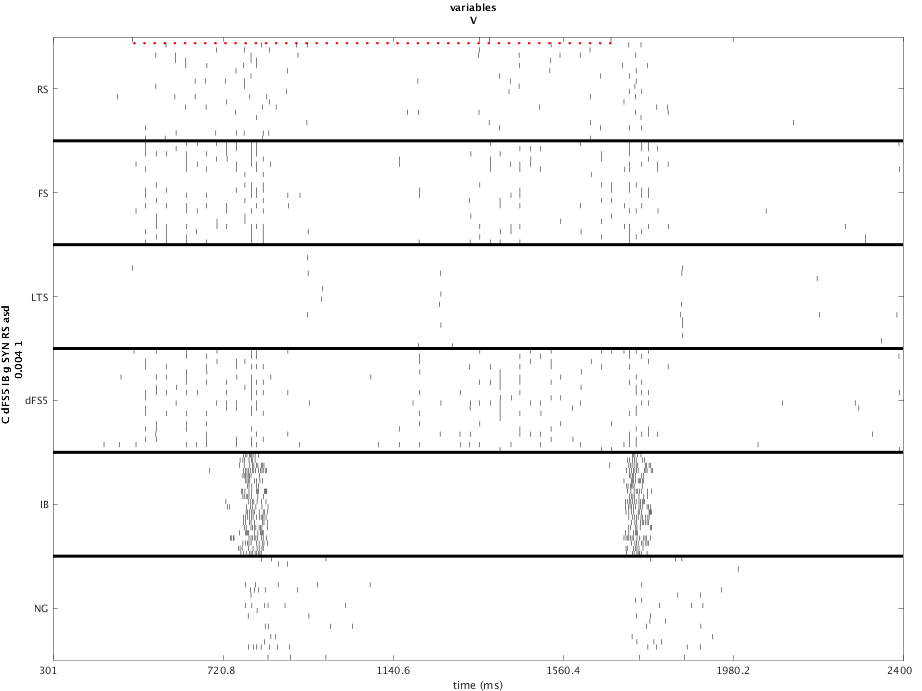 variables
V
RS
FS
LTS
dFS5
IB
NG
C dFS5 IB g SYN RS asd
0.004 1
301
720.8
1140.6
1560.4
1980.2
2400
time (ms)